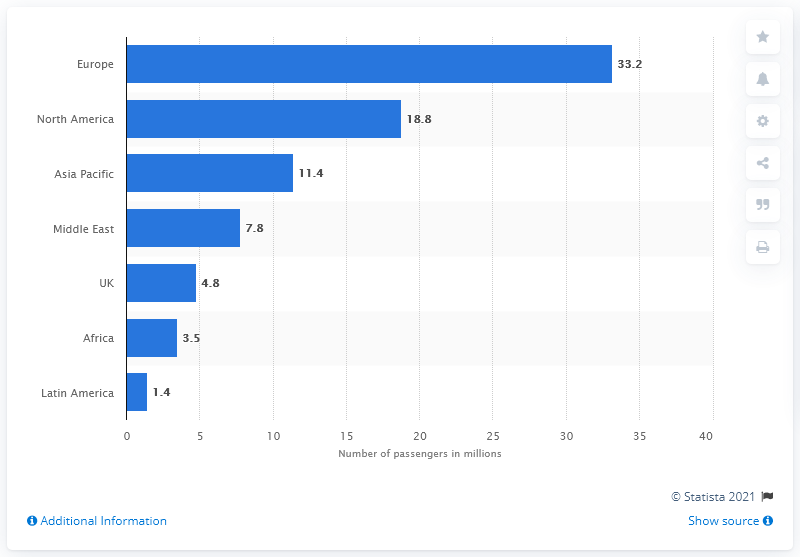 Europe 33.2
North America 18.8
Asia Pacific 11.4
Middle East 7.8
UK 4.8
Africa 3.5
Latin America 1.4
0 5 10 15 20 25 30 35 40
Number of passengers in millions
© Statista 2021
Additional Information Show source